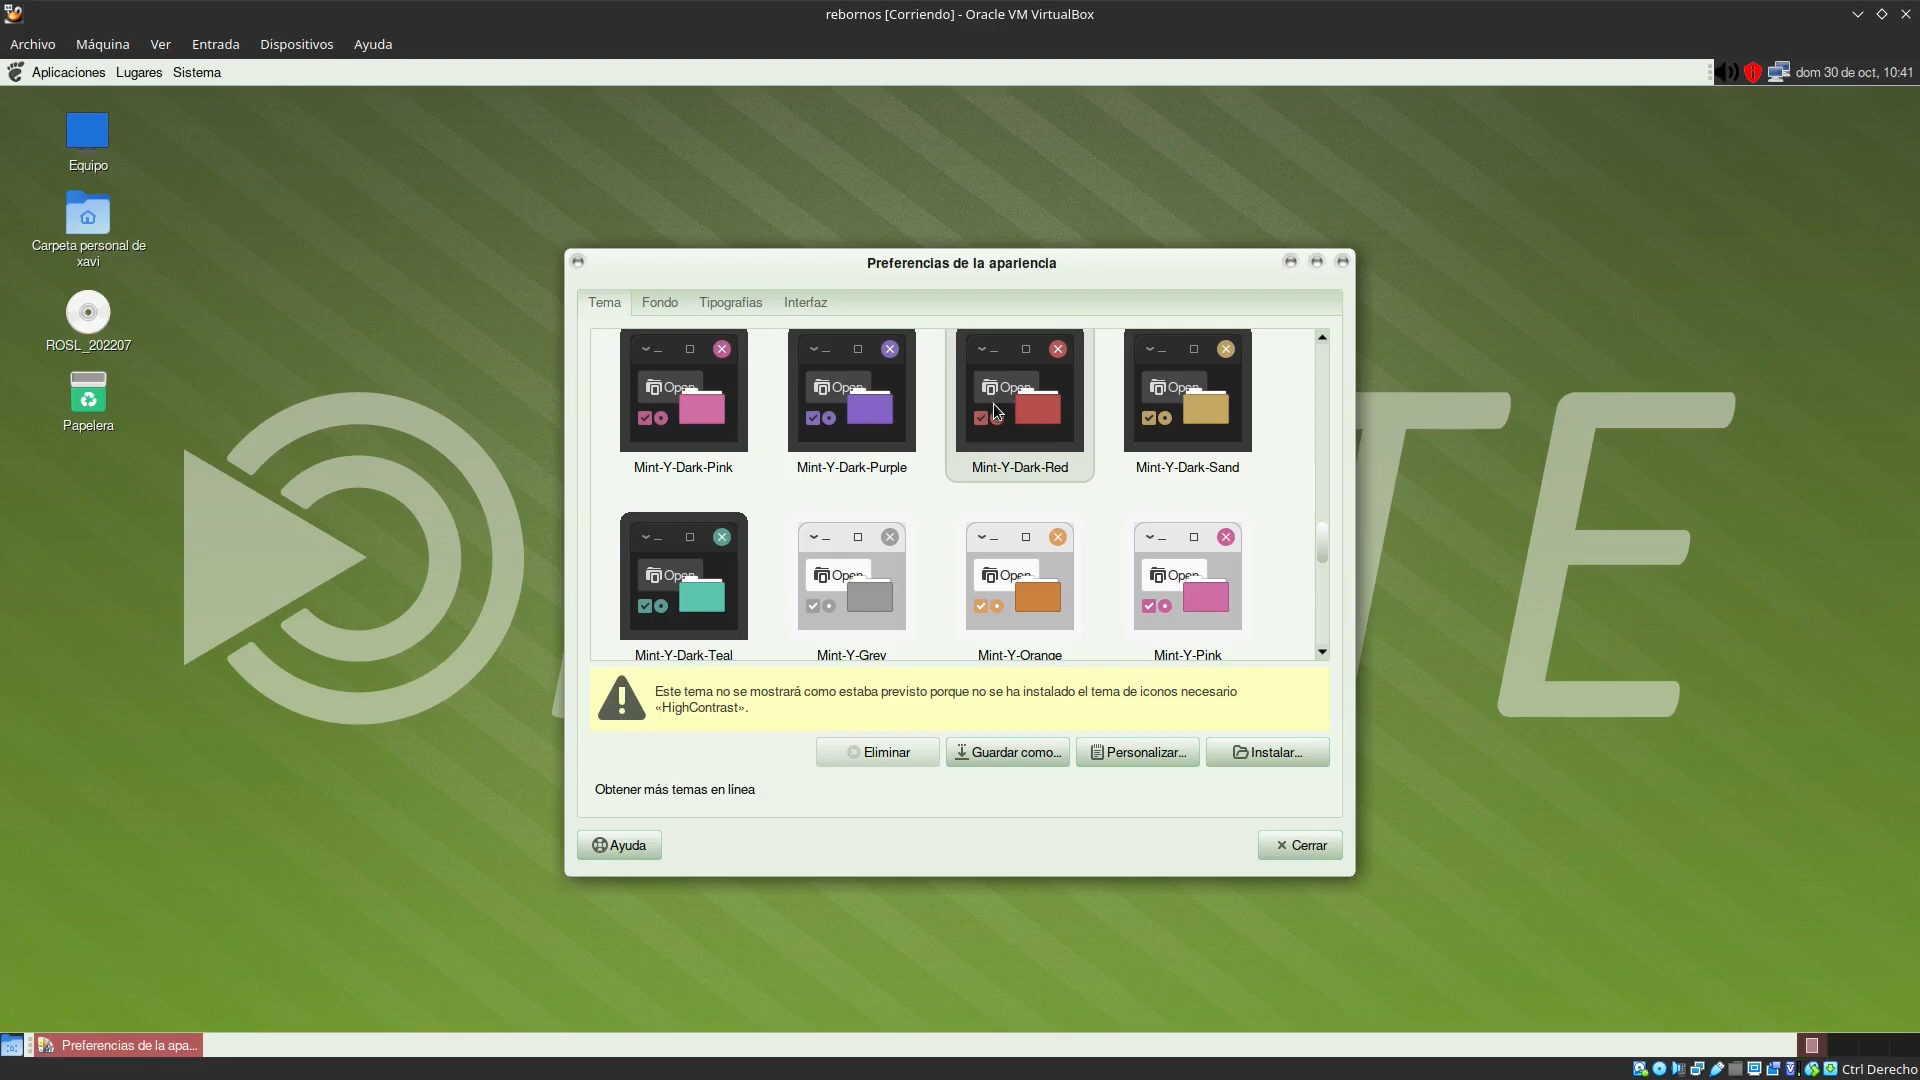 rebornos [Corriendo] - Oracle VM VirtualBox
Archivo Máquina Ver Entrada Dispositivos Ayuda
Aplicaciones Lugares Sistema
dom 30 de oct, 10:41
Equipo
Carpeta personal de
xavi
ROSL_202207
Papelera
TE
Preferencias de la apariencia
Tema Fondo Tipografías Interfaz
Open Open Open Open
Mint-Y-Dark-Pink Mint-Y-Dark-Purple Mint-Y-Dark-Red Mint-Y-Dark-Sand
Open Open Open Open
Mint-Y-Dark-Teal Mint-Y-Grey Mint-Y-Orange Mint-Y-Pink
Este tema no se mostrará como estaba previsto porque no se ha instalado el tema de iconos necesario
«HighContrast».
Eliminar Guardar como... Personalizar... Instalar...
Obtener más temas en línea
Ayuda Cerrar
Preferencias de la apa...
Ctrl Derecho